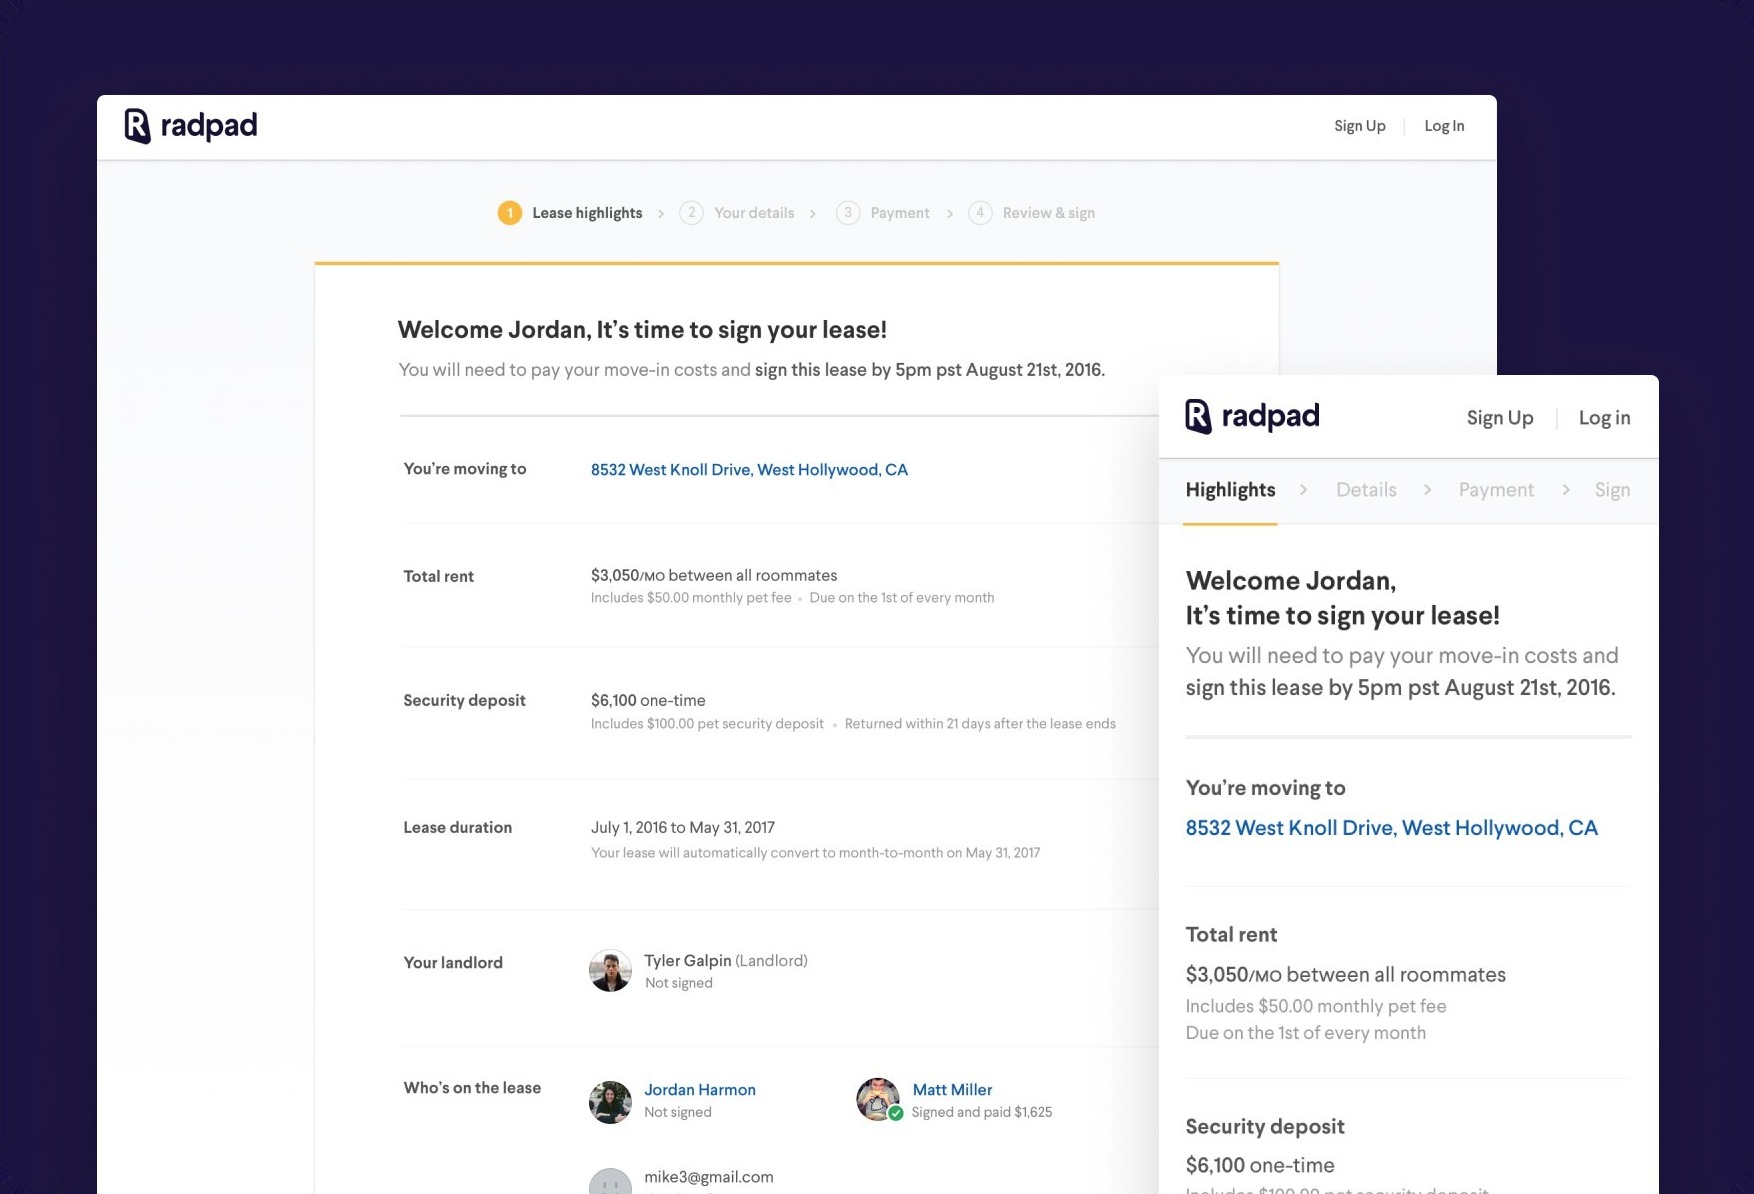 radpad
Sign Up
Log In
1 Lease highlights > 2 Your details > 3 Payment > 4 Review & sign
Welcome Jordan, It’s time to sign your lease!
You will need to pay your move-in costs and sign this lease by 5pm pst August 21st, 2016.
You’re moving to
8532 West Knoll Drive, West Hollywood, CA
Total rent
$3,050/MO between all roommates
Includes $50.00 monthly pet fee • Due on the 1st of every month
Security deposit
$6,100 one-time
Includes $100.00 pet security deposit • Returned within 21 days after the lease ends
Lease duration
July 1, 2016 to May 31, 2017
Your lease will automatically convert to month-to-month on May 31, 2017
Your landlord
Tyler Galpin (Landlord)
Not signed
Who’s on the lease
Jordan Harmon
Not signed
Matt Miller
Signed and paid $1,625
mike3@gmail.com
radpad
Sign Up
Log in
Highlights > Details > Payment > Sign
Welcome Jordan,
It’s time to sign your lease!
You will need to pay your move-in costs and
sign this lease by 5pm pst August 21st, 2016.
You’re moving to
8532 West Knoll Drive, West Hollywood, CA
Total rent
$3,050/MO between all roommates
Includes $50.00 monthly pet fee
Due on the 1st of every month
Security deposit
$6,100 one-time
Includes $100.00 pet security deposit